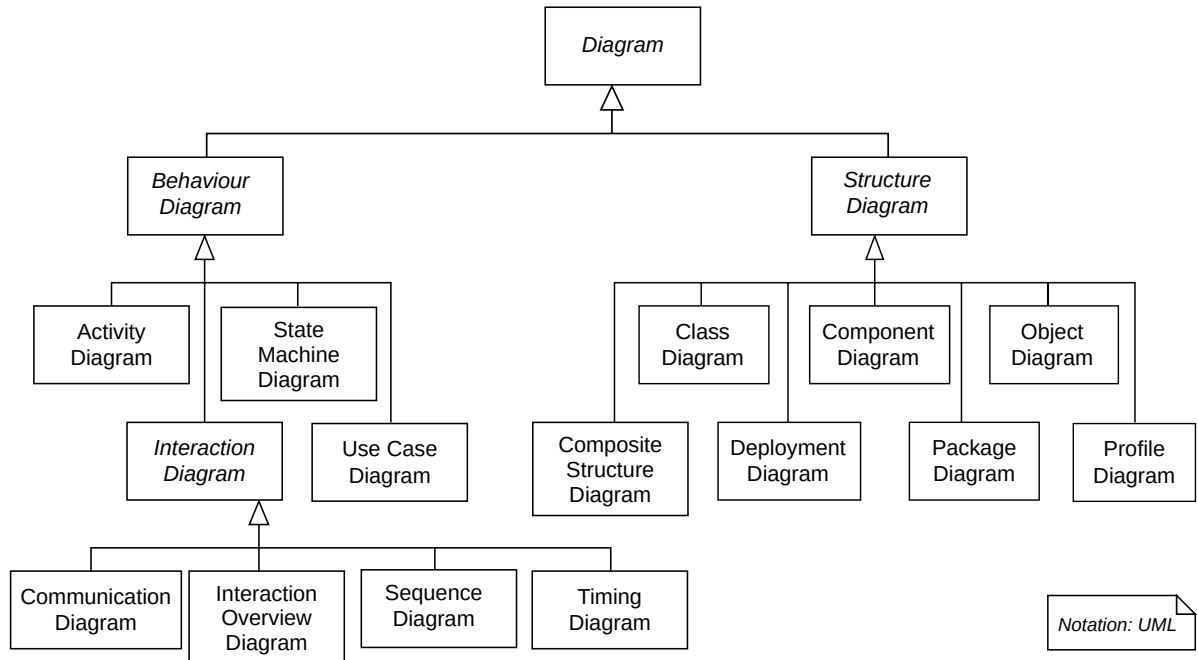 Diagram
Behaviour
Diagram
Structure
Diagram
Activity
Diagram
State
Machine
Diagram
Class
Diagram
Component
Diagram
Object
Diagram
Interaction
Diagram
Use Case
Diagram
Composite
Structure
Diagram
Deployment
Diagram
Package
Diagram
Profile
Diagram
Communication
Diagram
Interaction
Overview
Diagram
Sequence
Diagram
Timing
Diagram
Notation: UML